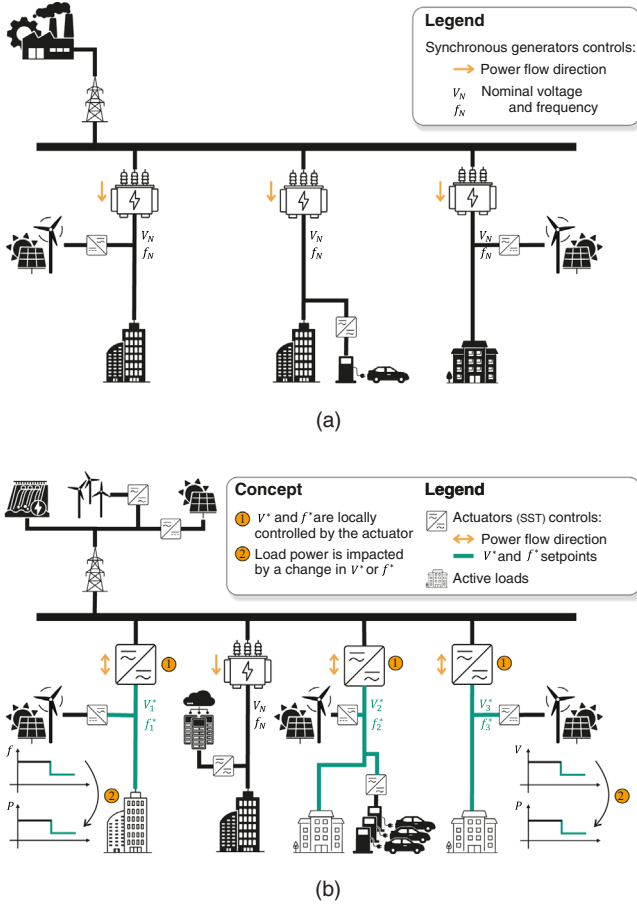 Legend
Synchronous generators controls:
Power flow direction
V_N Nominal voltage
f_N and frequency
V_N
f_N
V_N
f_N
V_N
f_N
(a)
Concept
1 V* and f* are locally
controlled by the actuator
2 Load power is impacted
by a change in V* or f*
Legend
Actuators (SST) controls:
Power flow direction
V* and f* setpoints
Active loads
1
1
1
V_1*
f_1*
V_N
f_N
V_2*
f_2*
V_3*
f_3*
f
2
P
V
2
P
(b)